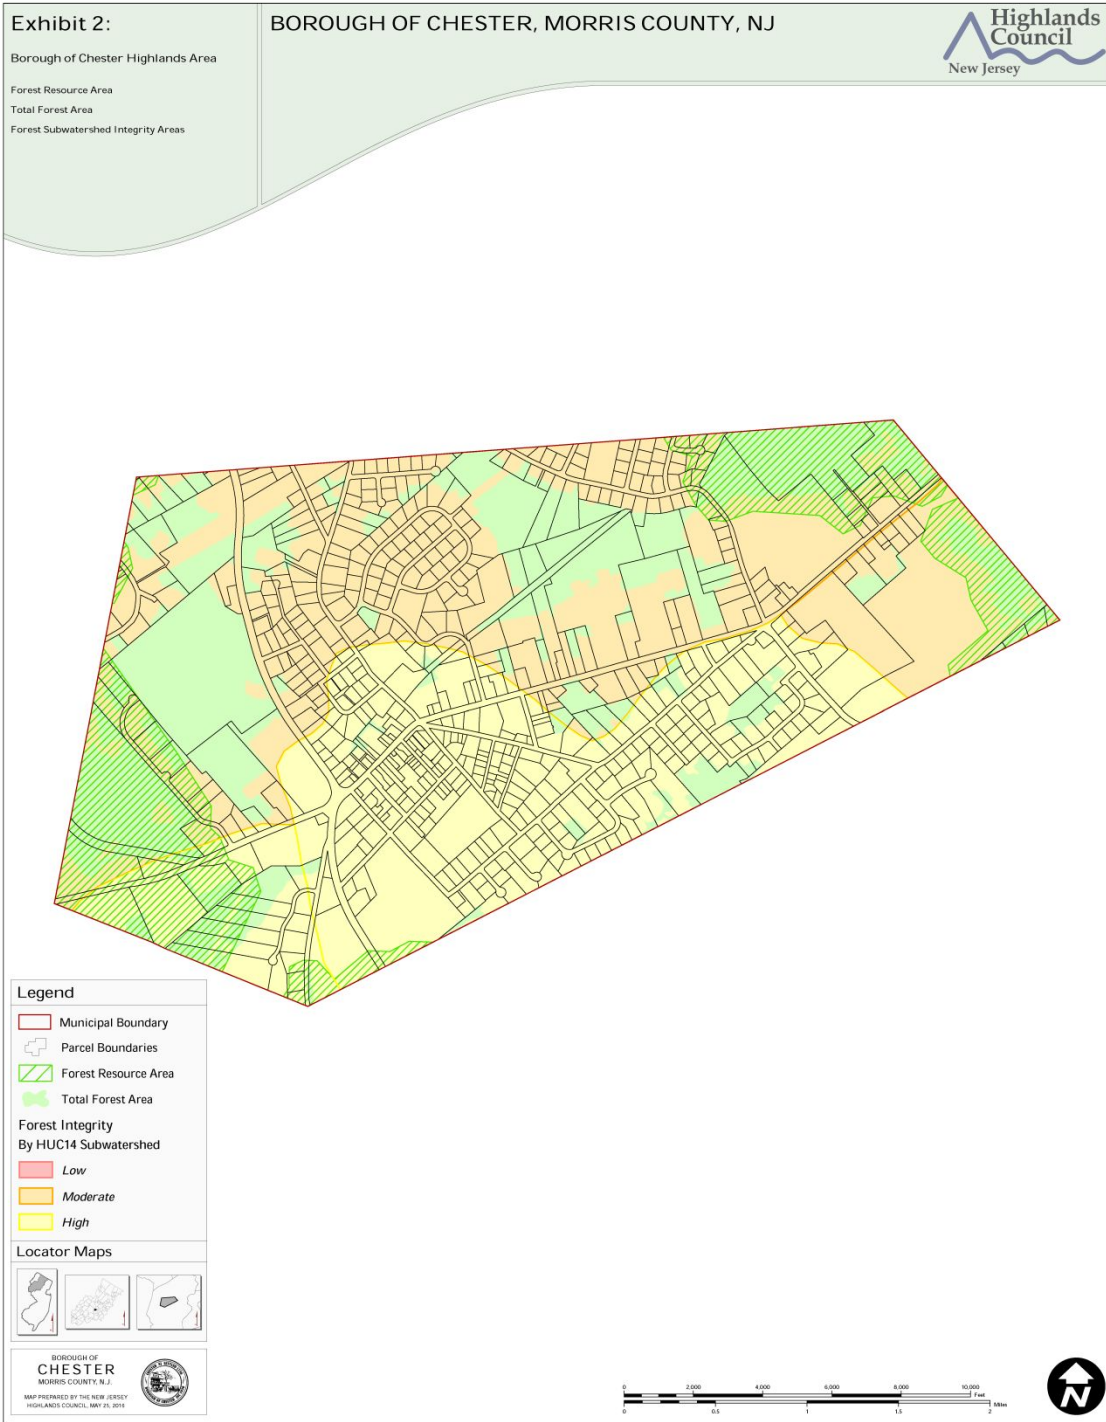 Exhibit 2:
Borough of Chester Highlands Area
Forest Resource Area
Total Forest Area
Forest Subwatershed Integrity Areas
BOROUGH OF CHESTER, MORRIS COUNTY, NJ
Highlands
Council
New Jersey
Legend
Municipal Boundary
Parcel Boundaries
Forest Resource Area
Total Forest Area
Forest Integrity
By HUC14 Subwatershed
Low
Moderate
High
Locator Maps
BOROUGH OF
CHESTER
MORRIS COUNTY, N.J.
MAP PREPARED BY THE NEW JERSEY
HIGHLANDS COUNCIL, MAY 25, 2010
0 2,000 4,000 6,000 8,000 10,000
Feet
Miles
0 0.5 1 1.5 2
N